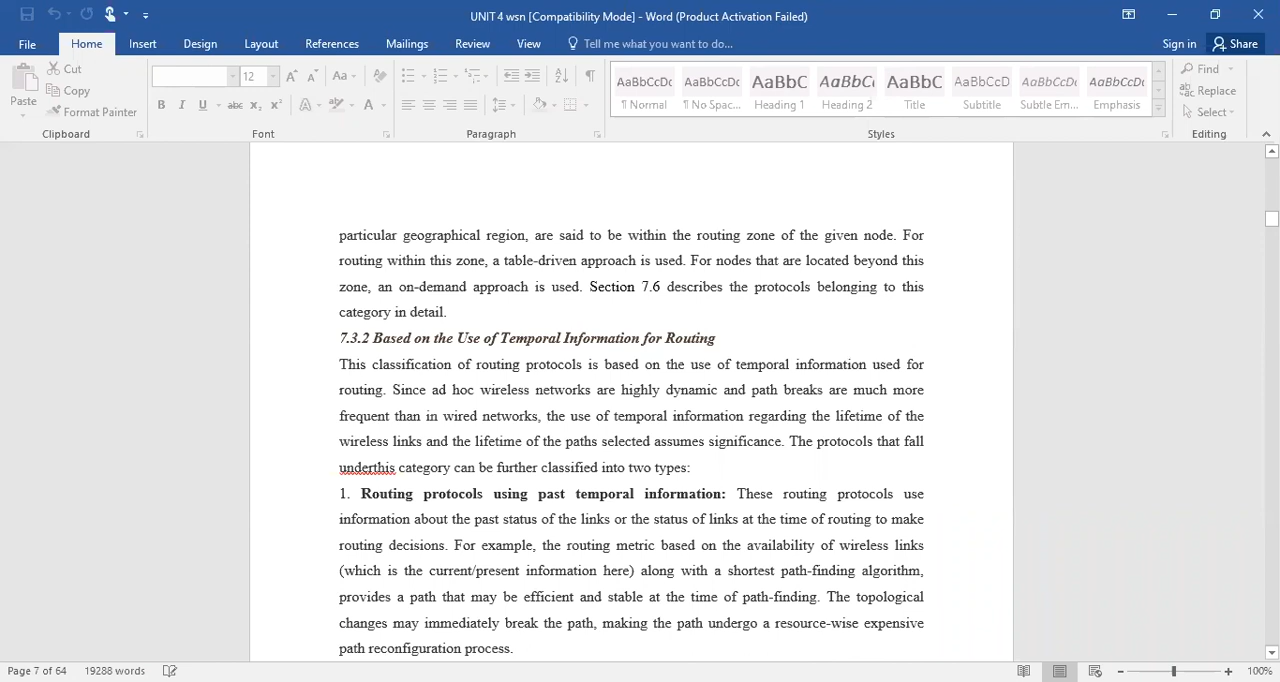 UNIT 4 wsn [Compatibility Mode] - Word (Product Activation Failed)
File Home Insert Design Layout References Mailings Review View Tell me what you want to do... Sign in Share
Paste
Cut
Copy
Format Painter
12
Aa
B I U abc x₂ x²
A
AaBbCcDc AaBbCcDc AaBbC AaBbCc AaBbC AaBbCcD AaBbCcDc AaBbCcDc
¶ Normal ¶ No Spac... Heading 1 Heading 2 Title Subtitle Subtle Em... Emphasis
Find
Replace
Select
Clipboard Font Paragraph Styles Editing
particular geographical region, are said to be within the routing zone of the given node. For
routing within this zone, a table-driven approach is used. For nodes that are located beyond this
zone, an on-demand approach is used. Section 7.6 describes the protocols belonging to this
category in detail.
7.3.2 Based on the Use of Temporal Information for Routing
This classification of routing protocols is based on the use of temporal information used for
routing. Since ad hoc wireless networks are highly dynamic and path breaks are much more
frequent than in wired networks, the use of temporal information regarding the lifetime of the
wireless links and the lifetime of the paths selected assumes significance. The protocols that fall
underthis category can be further classified into two types:
1. Routing protocols using past temporal information: These routing protocols use
information about the past status of the links or the status of links at the time of routing to make
routing decisions. For example, the routing metric based on the availability of wireless links
(which is the current/present information here) along with a shortest path-finding algorithm,
provides a path that may be efficient and stable at the time of path-finding. The topological
changes may immediately break the path, making the path undergo a resource-wise expensive
path reconfiguration process.
Page 7 of 64 19288 words 100%